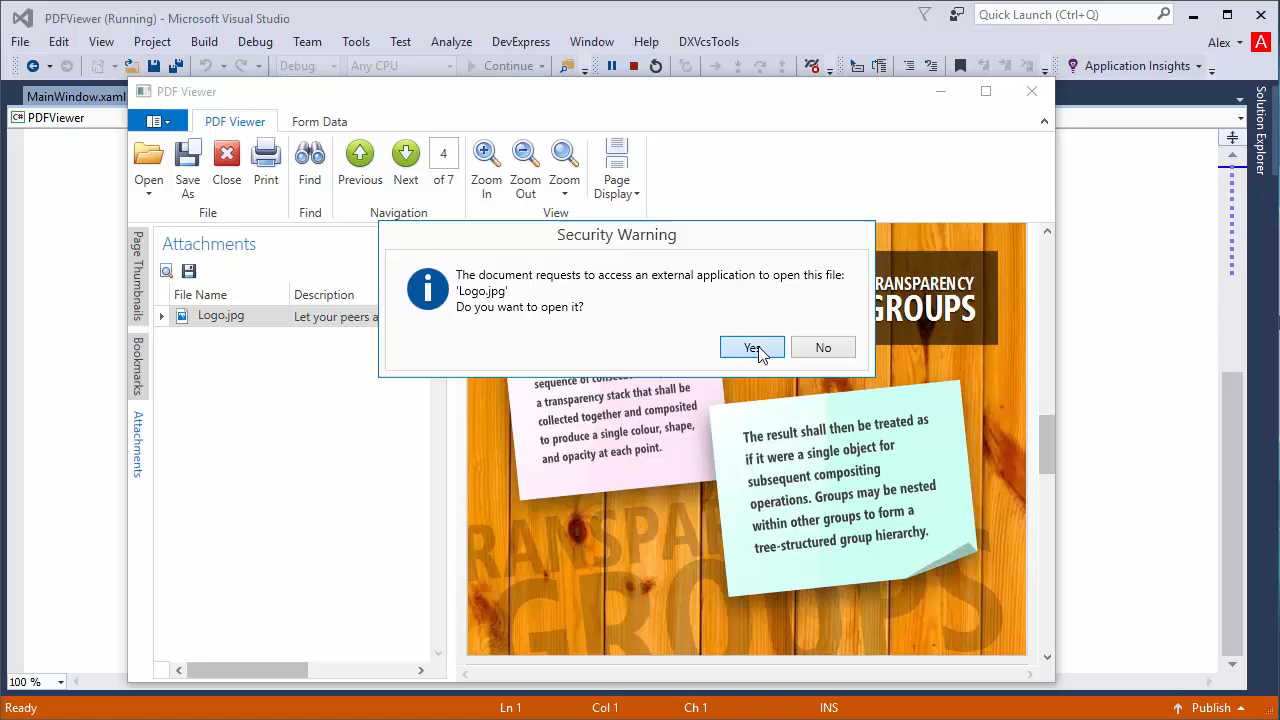 PDFViewer (Running) - Microsoft Visual Studio
Quick Launch (Ctrl+Q)
File Edit View Project Build Debug Team Tools Test Analyze DevExpress Window Help DXVcsTools
Alex A
Debug Any CPU Continue Application Insights
MainWindow.xaml
PDFViewer
C# PDFViewer
Solution Explorer
PDF Viewer Form Data
Open Save As Close Print Find Previous Next 4 of 7 Zoom In Zoom Out Zoom Page Display
File Find Navigation View
Page Thumbnails
Bookmarks
Attachments
Attachments
File Name Description
Logo.jpg Let your peers a
Security Warning
The document requests to access an external application to open this file:
'Logo.jpg'
Do you want to open it?
Yes No
RANSPARENCY
GROUPS
a transparency stack that shall be
collected together and composited
to produce a single colour, shape,
and opacity at each point.
The result shall then be treated as
if it were a single object for
subsequent compositing
operations. Groups may be nested
within other groups to form a
tree-structured group hierarchy.
RANSPA
GROUPS
100 %
Ready Ln 1 Col 1 Ch 1 INS Publish